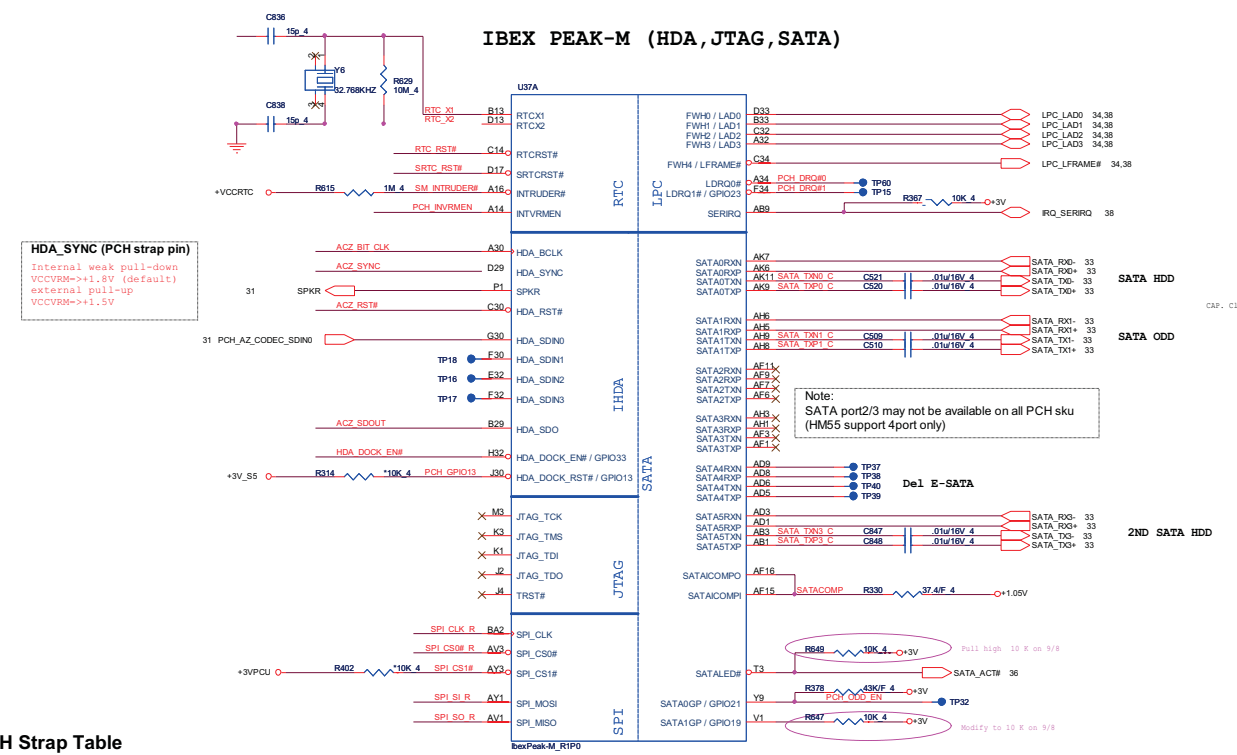 IBEX PEAK-M (HDA,JTAG,SATA)
C836
15p_4
Y6
32.768KHZ
R629
10M_4
C838
15p_4
U37A
RTC_X1 B13 RTCX1
RTC_X2 D13 RTCX2
RTC_RST# C14 RTCRST#
SRTC_RST# D17 SRTCRST#
+VCCRTC R615 1M_4 SM_INTRUDER# A16 INTRUDER#
PCH_INVRMEN A14 INTVRMEN
RTC
LPC
FWH0 / LAD0 D33 LPC_LAD0 34,38
FWH1 / LAD1 B33 LPC_LAD1 34,38
FWH2 / LAD2 C32 LPC_LAD2 34,38
FWH3 / LAD3 A32 LPC_LAD3 34,38
FWH4 / LFRAME# C34 LPC_LFRAME# 34,38
LDRQ0# A34 PCH_DRQ#0 TP60
LDRQ1# / GPIO23 F34 PCH_DRQ#1 TP15
R367 10K_4 +3V
SERIRQ AB9 IRQ_SERIRQ 38
HDA_SYNC (PCH strap pin)
Internal weak pull-down
VCCVRM=>+1.8V (default)
external pull-up
VCCVRM=>+1.5V
ACZ_BIT_CLK A30 HDA_BCLK
ACZ_SYNC D29 HDA_SYNC
31 SPKR P1 SPKR
ACZ_RST# C30 HDA_RST#
31 PCH_AZ_CODEC_SDIN0 G30 HDA_SDIN0
TP18 F30 HDA_SDIN1
TP16 E32 HDA_SDIN2
TP17 F32 HDA_SDIN3
ACZ_SDOUT B29 HDA_SDO
HDA_DOCK_EN# H32 HDA_DOCK_EN# / GPIO33
+3V_S5 R314 *10K_4 PCH_GPIO13 J30 HDA_DOCK_RST# / GPIO13
IHDA
SATA
SATA0RXN AK7 SATA_RX0- 33
SATA0RXP AK6 SATA_RX0+ 33
SATA0TXN AK11 SATA_TXN0_C C521 .01u/16V_4 SATA_TX0- 33
SATA0TXP AK9 SATA_TXP0_C C520 SATA_TX0+ 33
SATA HDD
CAP. C1
SATA1RXN AH6 SATA_RX1- 33
SATA1RXP AH5 SATA_RX1+ 33
SATA1TXN AH9 SATA_TXN1_C C509 .01u/16V_4 SATA_TX1- 33
SATA1TXP AH8 SATA_TXP1_C C510 .01u/16V_4 SATA_TX1+ 33
SATA ODD
SATA2RXN AF11
SATA2RXP AF9
SATA2TXN AF7
SATA2TXP AF6
Note:
SATA port2/3 may not be available on all PCH sku
(HM55 support 4port only)
SATA3RXN AH3
SATA3RXP AH1
SATA3TXN AF3
SATA3TXP AF1
SATA4RXN AD9 TP37
SATA4RXP AD8 TP38
SATA4TXN AD6 TP40
SATA4TXP AD5 TP39
Del E-SATA
SATA5RXN AD3 SATA_RX3- 33
SATA5RXP AD1 SATA_RX3+ 33
SATA5TXN AB3 SATA_TXN3_C C847 .01u/16V_4 SATA_TX3- 33
SATA5TXP AB1 SATA_TXP3_C C848 .01u/16V_4 SATA_TX3+ 33
2ND SATA HDD
M3 JTAG_TCK
K3 JTAG_TMS
K1 JTAG_TDI
J2 JTAG_TDO
J4 TRST#
JTAG
SATAICOMPO AF16
SATAICOMPI AF15 SATACOMP R330 37.4/F_4 +1.05V
SPI_CLK_R BA2 SPI_CLK
SPI_CS0#_R AV3 SPI_CS0#
+3VPCU R402 *10K_4 SPI_CS1# AY3 SPI_CS1#
SPI_SI_R AY1 SPI_MOSI
SPI_SO_R AV1 SPI_MISO
SPI
R649 10K_4 +3V
Pull high 10 K on 9/8
SATALED# T3 SATA_ACT# 36
R378 43K/F_4 +3V
SATA0GP / GPIO21 Y9 PCH_ODD_EN TP32
SATA1GP / GPIO19 V1 R647 10K_4 +3V
Modify to 10 K on 9/8
IbexPeak-M_R1P0
H Strap Table